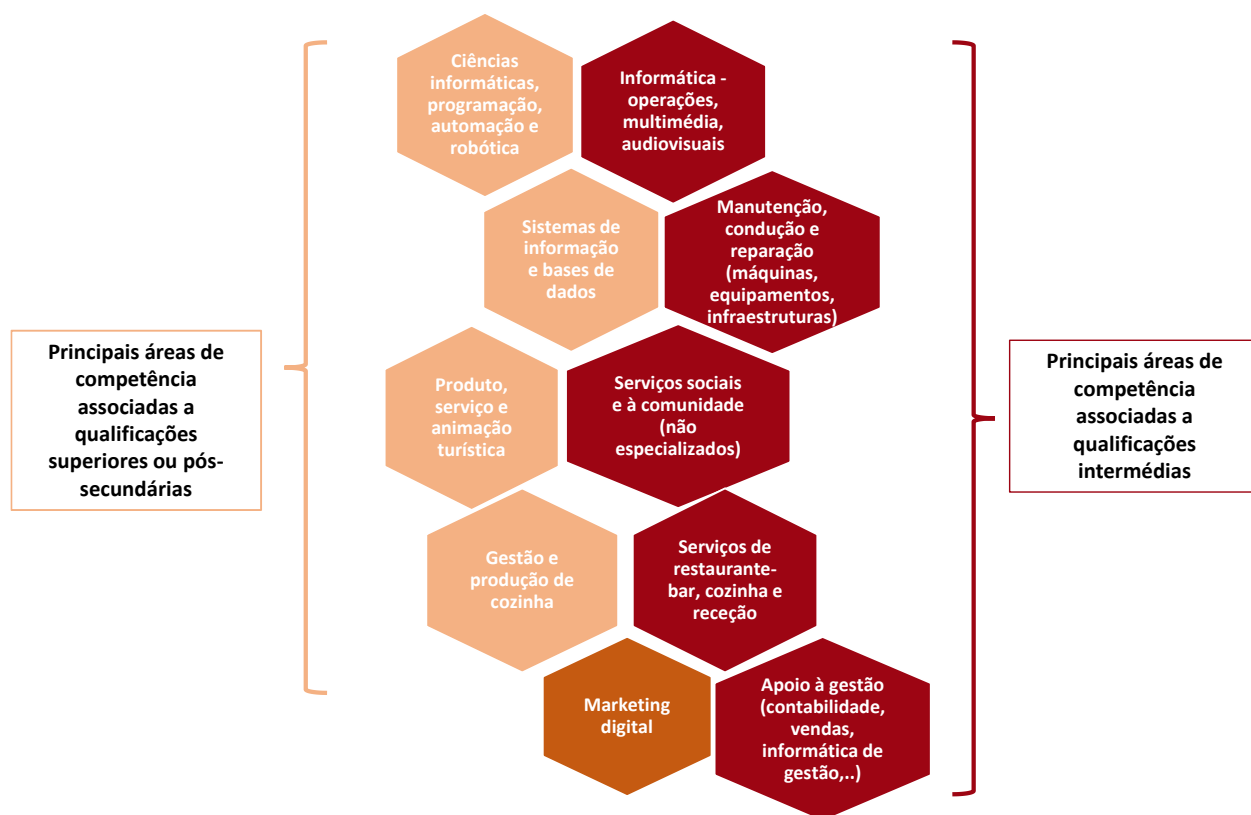 Principais áreas de
competência
associadas a
qualificações
superiores ou pós-
secundárias
Ciências
informáticas,
programação,
automação e
robótica
Informática -
operações,
multimédia,
audiovisuais
Sistemas de
informação
e bases de
dados
Manutenção,
condução e
reparação
(máquinas,
equipamentos,
infraestruturas)
Produto,
serviço e
animação
turística
Serviços sociais
e à comunidade
(não
especializados)
Gestão e
produção de
cozinha
Serviços de
restaurante-
bar, cozinha e
receção
Marketing
digital
Apoio à gestão
(contabilidade,
vendas,
informática de
gestão,..)
Principais áreas de
competência
associadas a
qualificações
intermédias